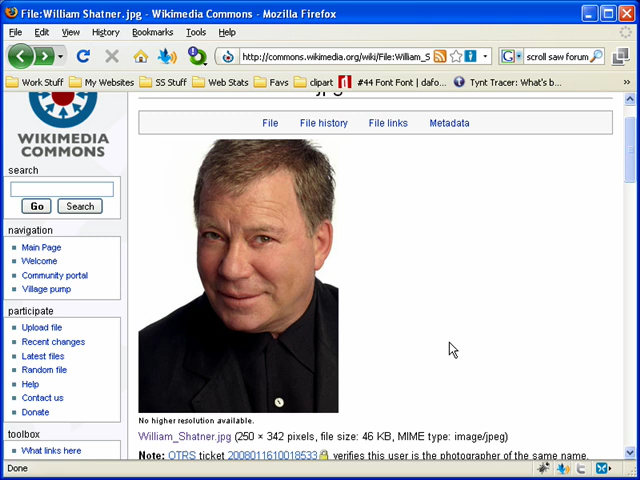 File:William Shatner.jpg - Wikimedia Commons - Mozilla Firefox
File Edit View History Bookmarks Tools Help
http://commons.wikimedia.org/wiki/File:William_S
scroll saw forum
Work Stuff My Websites SS Stuff Web Stats Favs clipart #44 Font Font | dafo... Tynt Tracer: What's b...
WIKIMEDIA
COMMONS
File File history File links Metadata
search
Go Search
navigation
Main Page
Welcome
Community portal
Village pump
participate
Upload file
Recent changes
Latest files
Random file
Help
Contact us
Donate
toolbox
What links here
No higher resolution available.
William_Shatner.jpg (250 × 342 pixels, file size: 46 KB, MIME type: image/jpeg)
Note: OTRS ticket 2008011610018533 verifies this user is the photographer of the same name.
Done